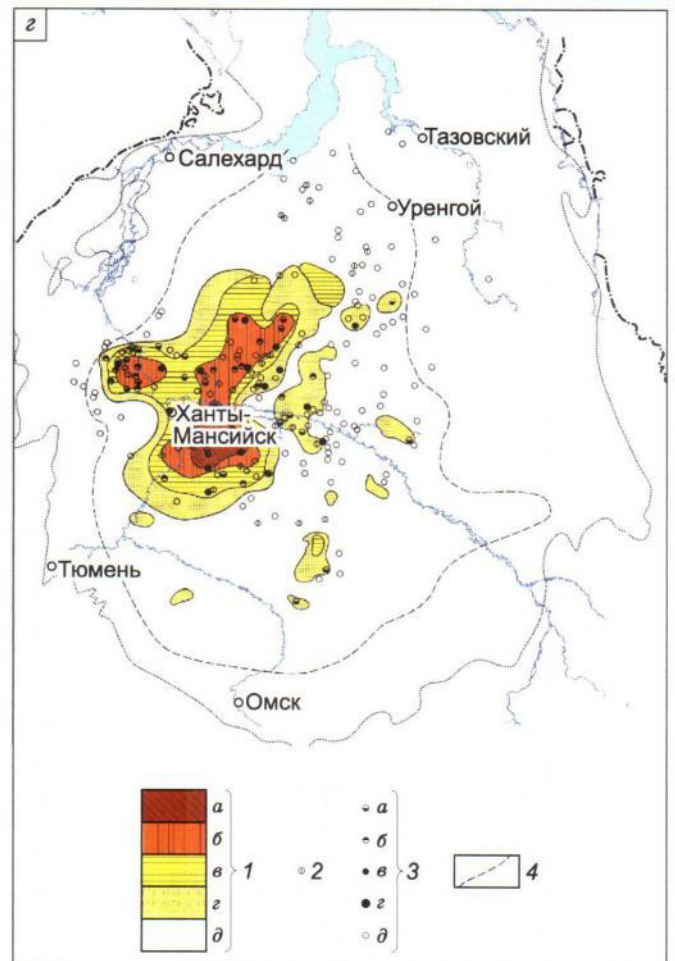 г
Тазовский
Салехард
Уренгой
Ханты-
Мансийск
Тюмень
Омск
а
б
в
г
д
1
2
а
б
в
г
д
3
4